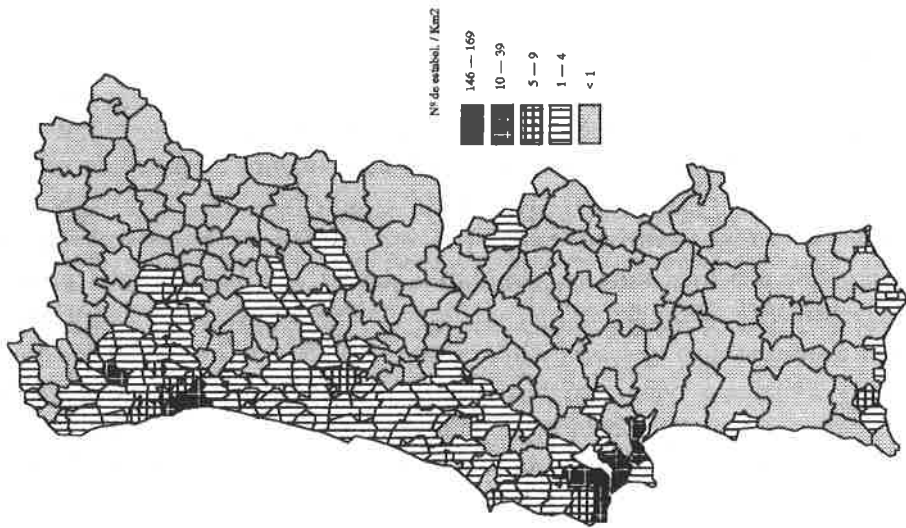 Nº de estabel. / Km2
146 — 169
10 — 39
5 — 9
1 — 4
< 1